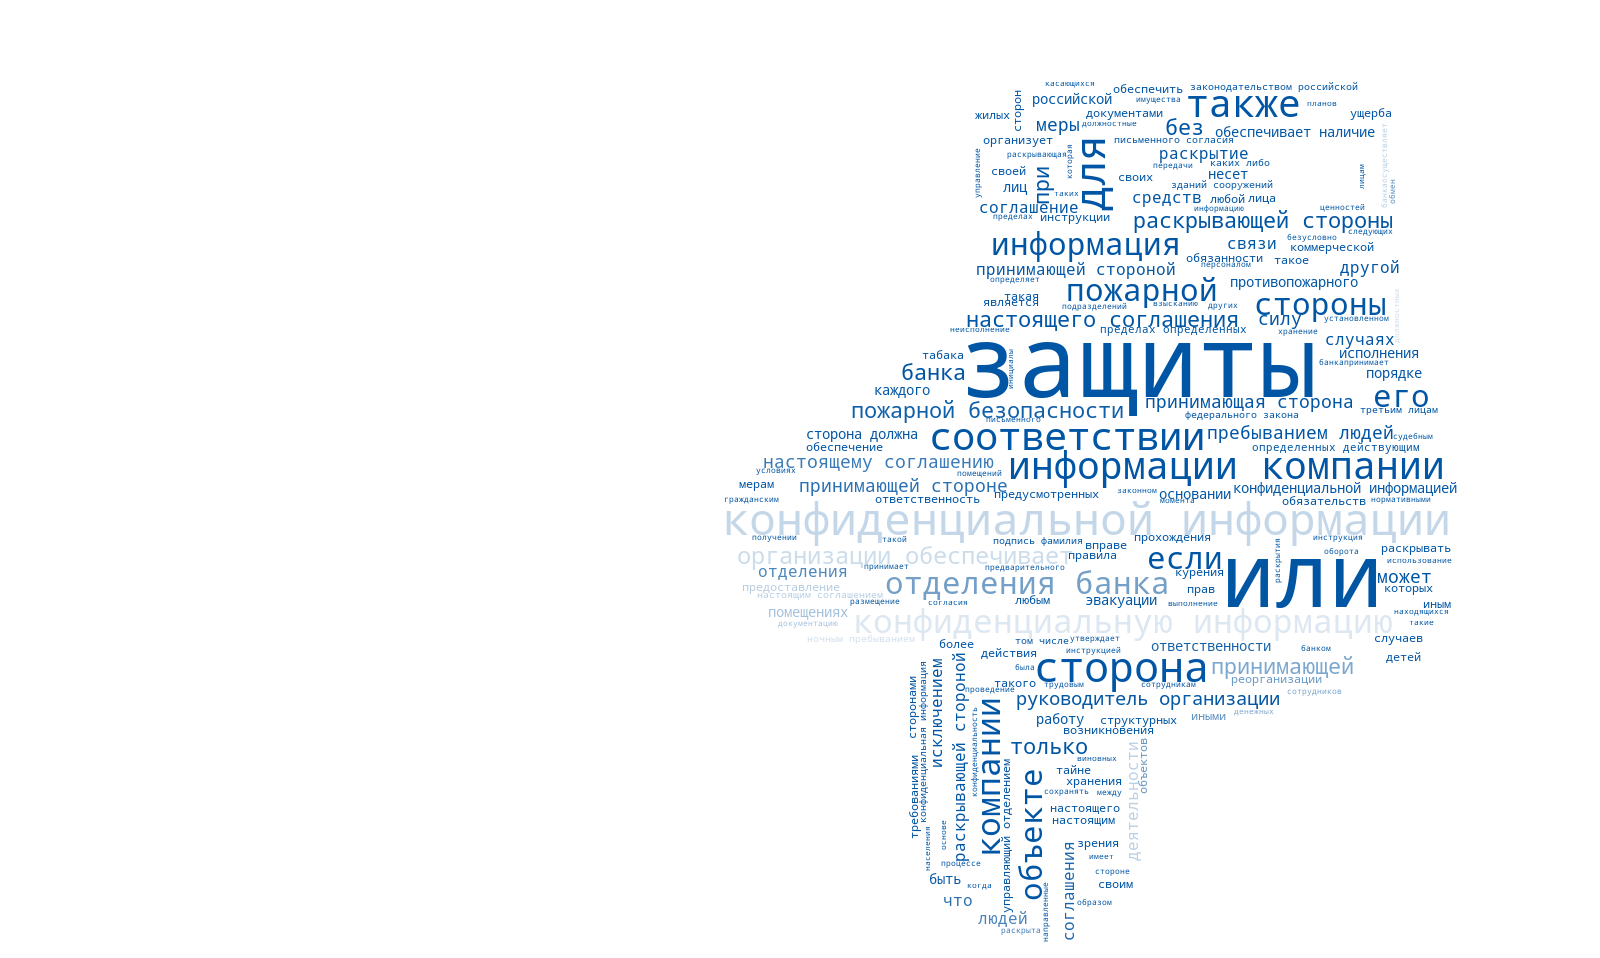 касающихся
обеспечить законодательством российской
российской имущества также планов
сторон
жилых документами ущерба
меры должностные без обеспечивает наличие
организует письменного согласия
раскрывающая которая для раскрытие
управление передачи каких либо
своей своих несет лицам
лиц при таких зданий сооружений
средств любой лица обмен
соглашение информацию ценностей
пределах инструкции раскрывающей стороны
следующих
информация связи безусловно коммерческой
обязанности такое
принимающей стороной персоналом другой
определяет пожарной противопожарного
такая
является подразделений взысканию других стороны
настоящего соглашения силу установленном
неисполнение пределах определенных хранение
случаях
табака инициалы защиты исполнения
банкапринимает
банка порядке
каждого его
принимающая сторона
пожарной безопасности третьим лицам
письменного федерального закона
сторона должна соответствии пребыванием людей судебным
обеспечение определенных действующим
настоящему соглашению информации компании
условиях помещений
мерам принимающей стороне конфиденциальной информацией
гражданским ответственность предусмотренных законном основании нормативными
момента обязательств
конфиденциальной информации
получении такой подпись фамилия прохождения инструкция
вправе раскрывать
организации обеспечивает правила если раскрытия оборота
использование
отделения принимает предварительного курения или может
предоставление отделения банка прав которых
настоящим соглашением
размещение согласия любым эвакуации выполнение иным
помещениях находящихся
документацию конфиденциальную информацию такие
ночным пребыванием том числе утверждает случаев
более ответственности
действия инструкцией банком детей
была сторона принимающей
такого трудовым сотрудникам реорганизации
проведение сотрудников
руководитель организации
денежных
работу структурных иными
возникновения
сторонами
конфиденциальная информация
исключением
раскрывающей стороной
конфиденциальность
компании
только
виновных
тайне
хранения
сохранять между
объектов
деятельности
требованиями
управляющий отделением
объекте
настоящего
настоящим
населения
основе
зрения
процессе имеет
стороне
быть когда своим
что образом
людей
раскрыта направленные
соглашения